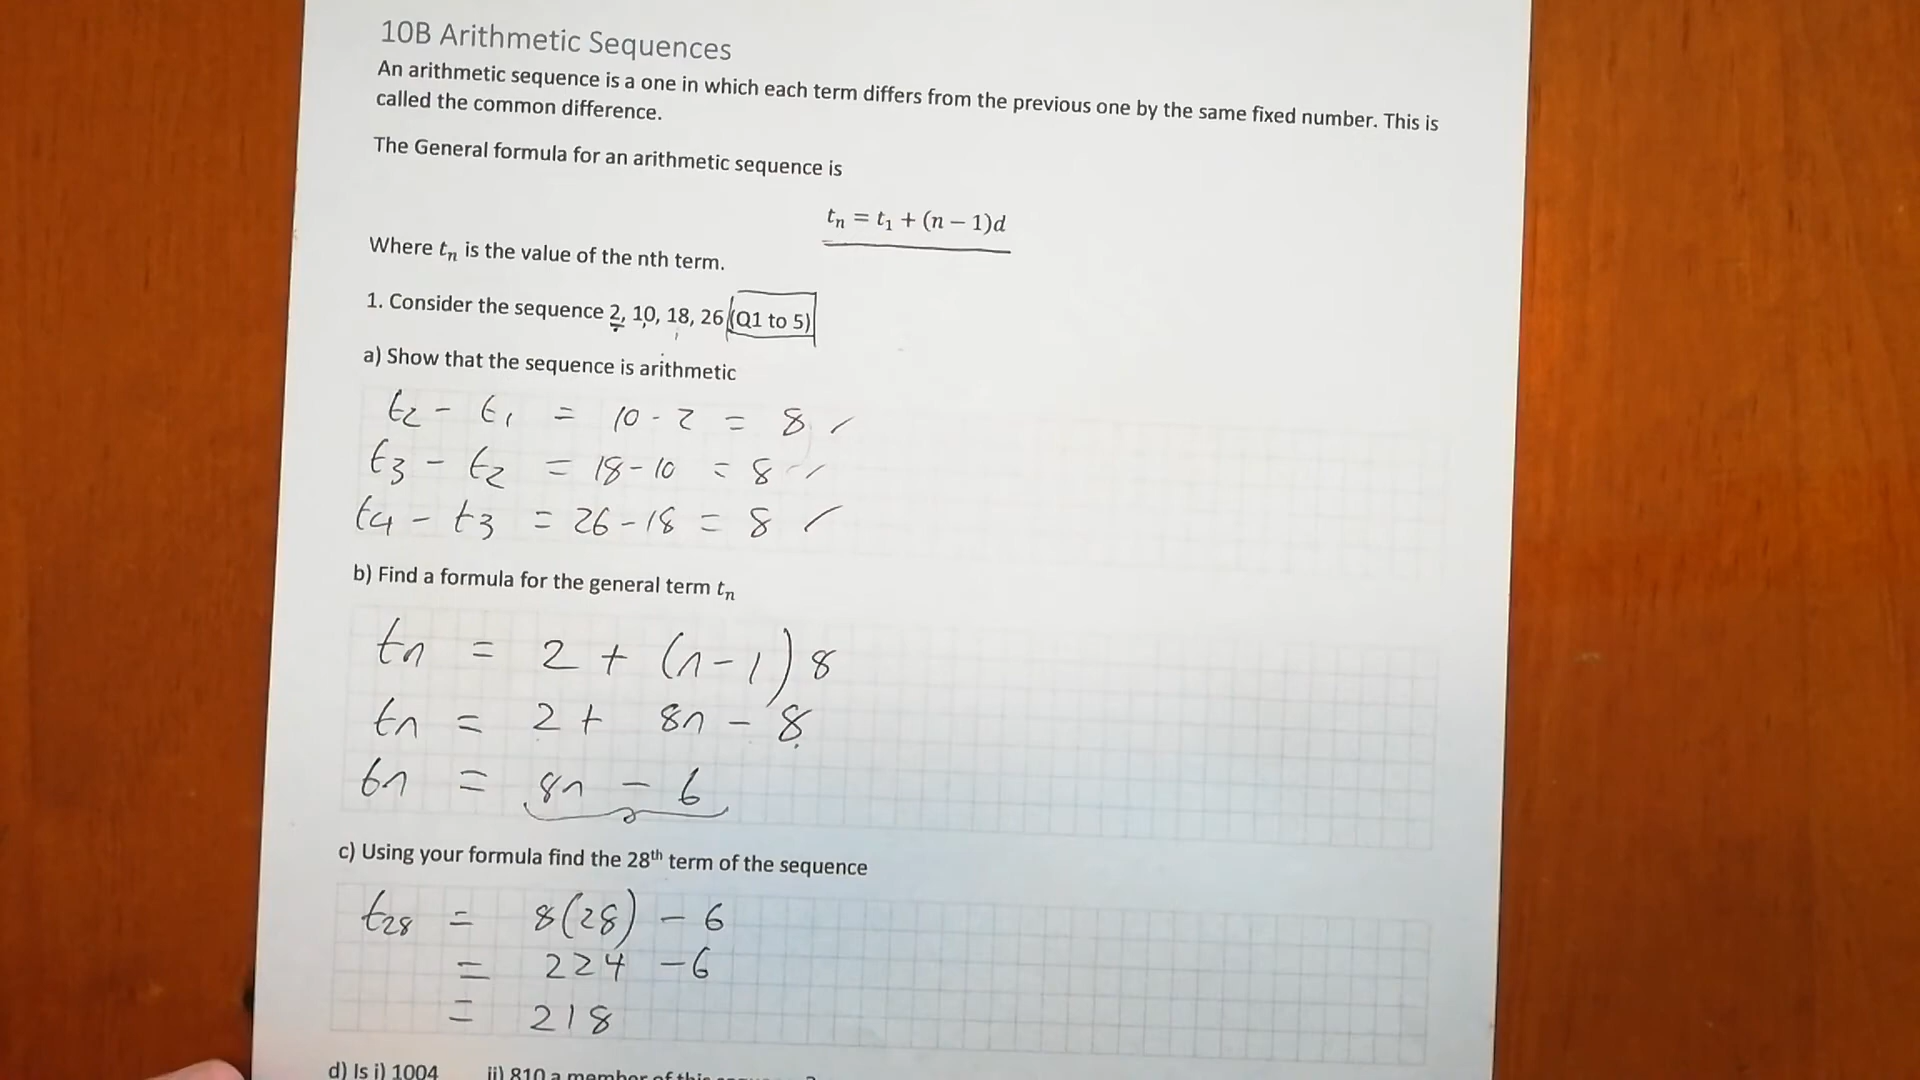 10B Arithmetic Sequences
An arithmetic sequence is a one in which each term differs from the previous one by the same fixed number. This is
called the common difference.
The General formula for an arithmetic sequence is
tₙ = t₁ + (n − 1)d
Where tₙ is the value of the nth term.
1. Consider the sequence 2, 10, 18, 26 (Q1 to 5)
a) Show that the sequence is arithmetic
t₂ - t₁ = 10 - 2 = 8 ✓
t₃ - t₂ = 18 - 10 = 8 ✓
t₄ - t₃ = 26 - 18 = 8 ✓
b) Find a formula for the general term tₙ
tₙ = 2 + (n-1) 8
tₙ = 2 + 8n - 8
tₙ = 8n - 6
c) Using your formula find the 28th term of the sequence
t₂₈ = 8(28) - 6
= 224 - 6
= 218
d) Is i) 1004 ii) 810 a member of this